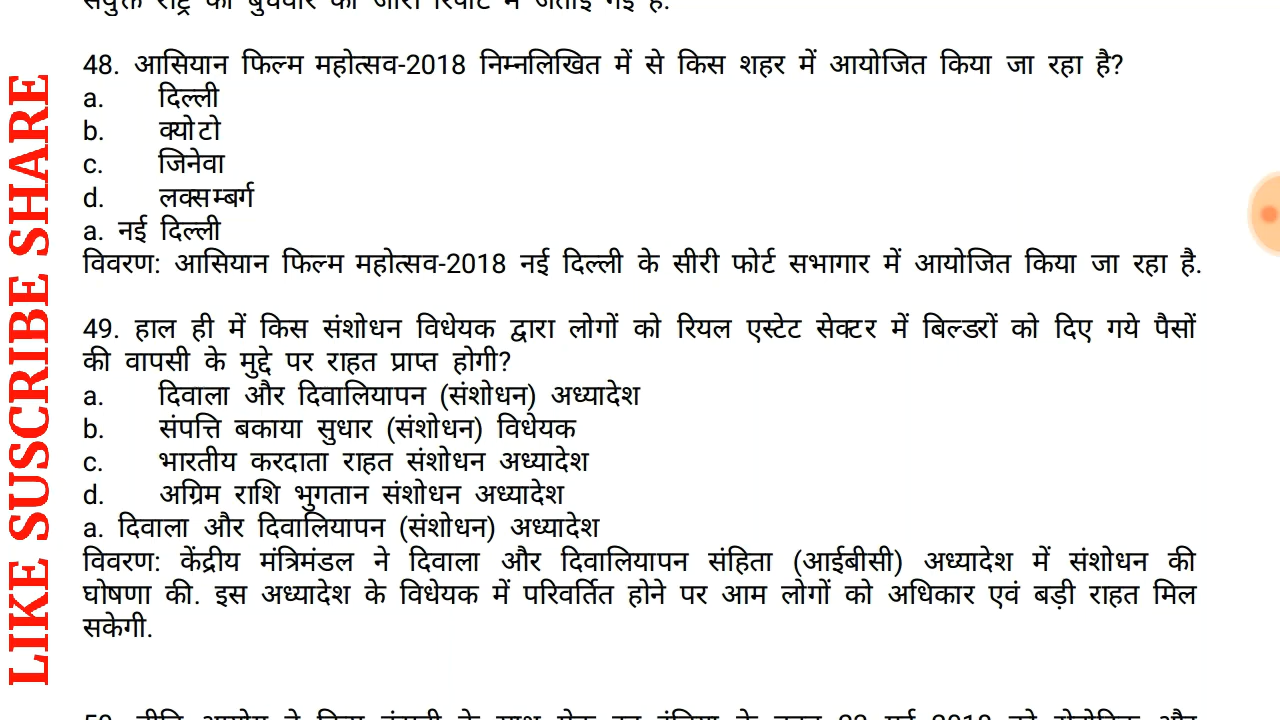 संयुक्त राष्ट्र की बुधवार को जारी रिपोर्ट में जताई गई है.
48. आसियान फिल्म महोत्सव-2018 निम्नलिखित में से किस शहर में आयोजित किया जा रहा है?
a. दिल्ली
b. क्योटो
c. जिनेवा
d. लक्सम्बर्ग
a. नई दिल्ली
विवरण: आसियान फिल्म महोत्सव-2018 नई दिल्ली के सीरी फोर्ट सभागार में आयोजित किया जा रहा है.
49. हाल ही में किस संशोधन विधेयक द्वारा लोगों को रियल एस्टेट सेक्टर में बिल्डरों को दिए गये पैसों
की वापसी के मुद्दे पर राहत प्राप्त होगी?
a. दिवाला और दिवालियापन (संशोधन) अध्यादेश
b. संपत्ति बकाया सुधार (संशोधन) विधेयक
c. भारतीय करदाता राहत संशोधन अध्यादेश
d. अग्रिम राशि भुगतान संशोधन अध्यादेश
a. दिवाला और दिवालियापन (संशोधन) अध्यादेश
विवरण: केंद्रीय मंत्रिमंडल ने दिवाला और दिवालियापन संहिता (आईबीसी) अध्यादेश में संशोधन की
घोषणा की. इस अध्यादेश के विधेयक में परिवर्तित होने पर आम लोगों को अधिकार एवं बड़ी राहत मिल
सकेगी.
LIKE SUSCRIBE SHARE